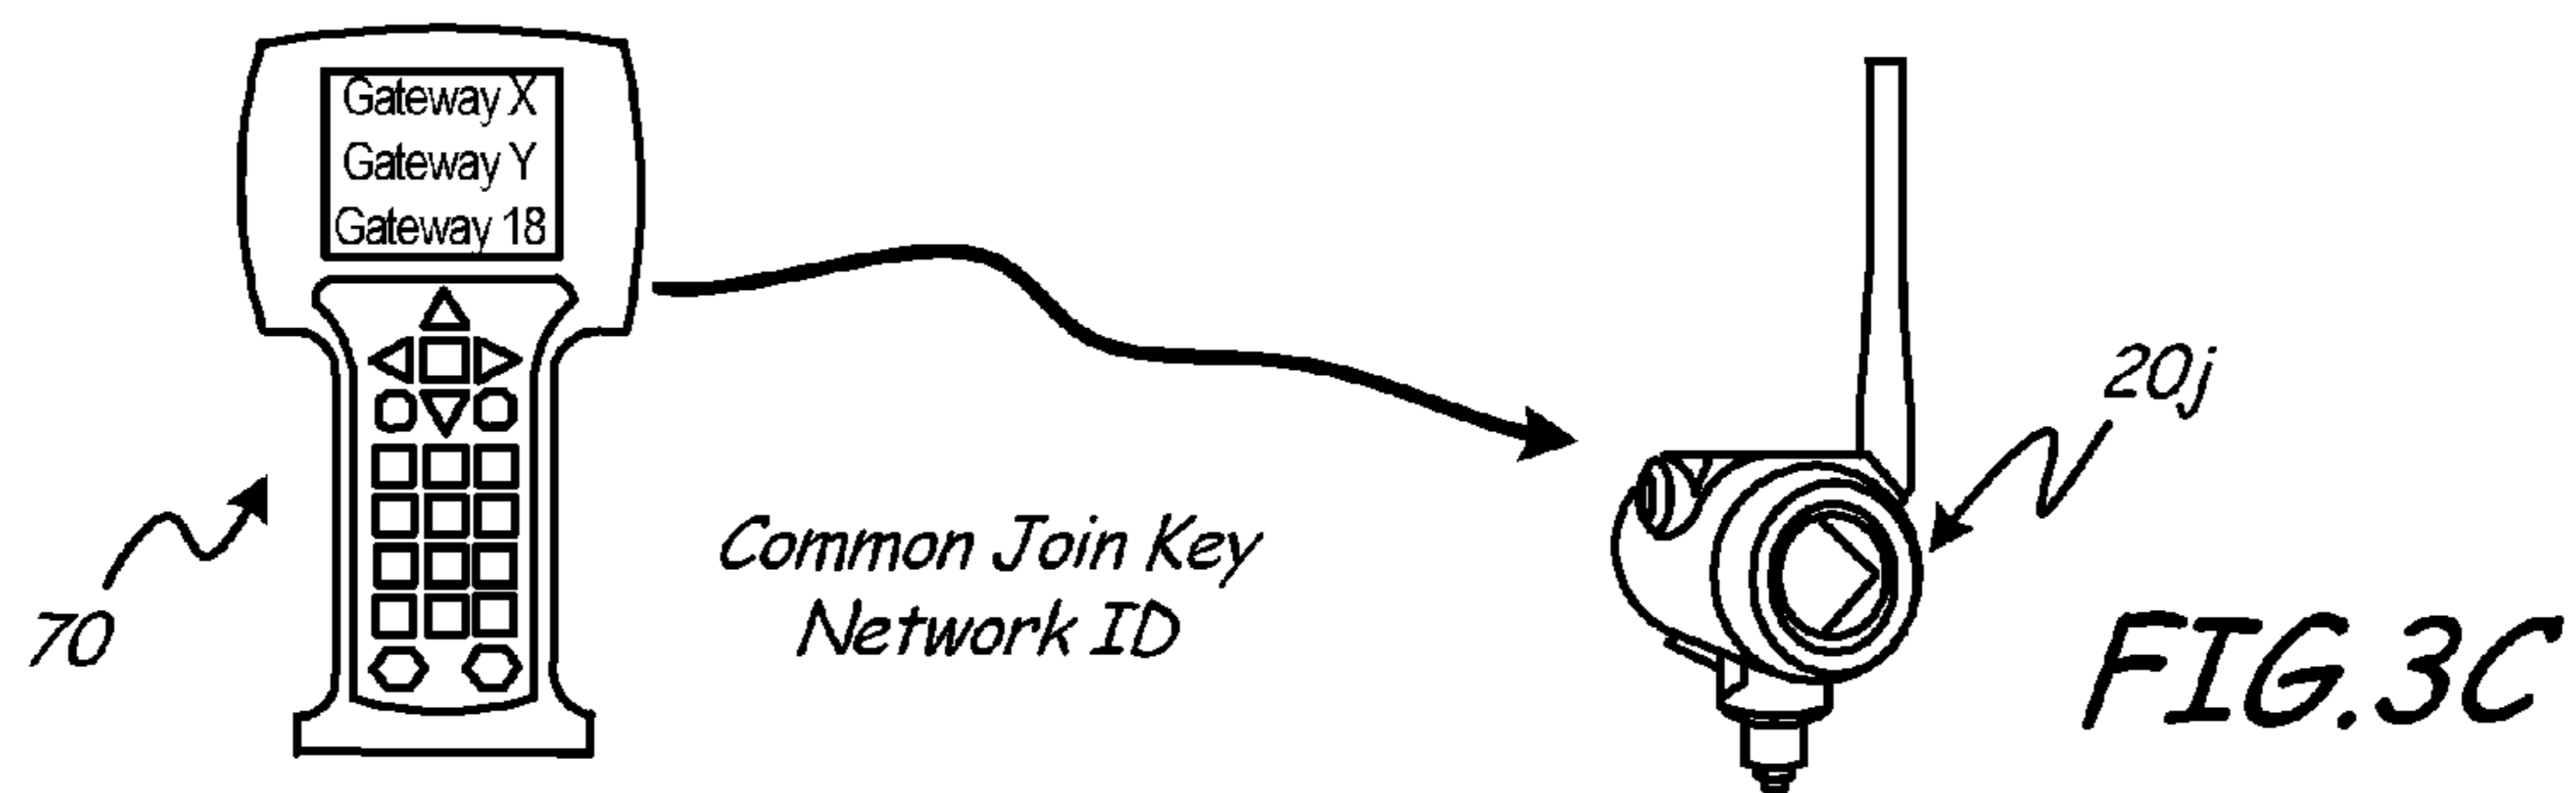 Gateway X
Gateway Y
Gateway 18
20j
Common Join Key
Network ID
70
FIG.3C